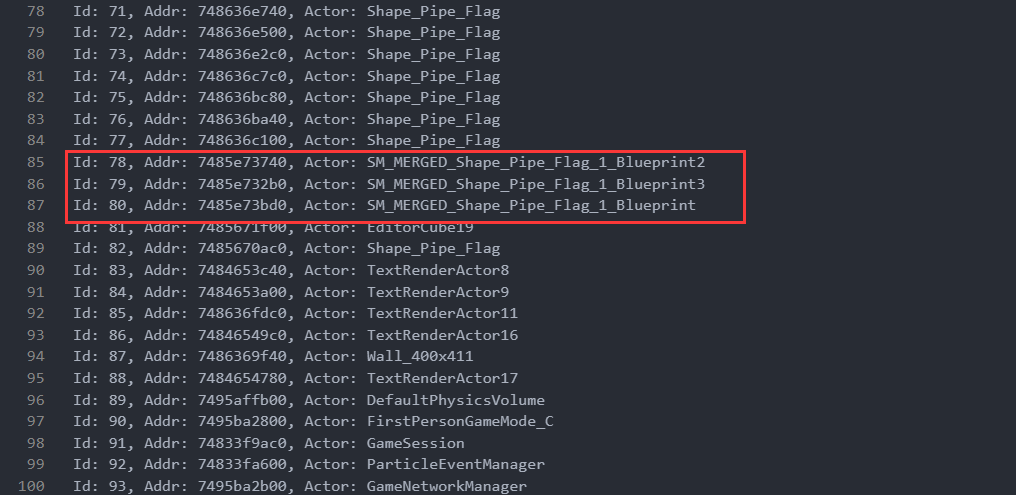 78 Id: 71, Addr: 748636e740, Actor: Shape_Pipe_Flag
79 Id: 72, Addr: 748636e500, Actor: Shape_Pipe_Flag
80 Id: 73, Addr: 748636e2c0, Actor: Shape_Pipe_Flag
81 Id: 74, Addr: 748636c7c0, Actor: Shape_Pipe_Flag
82 Id: 75, Addr: 748636bc80, Actor: Shape_Pipe_Flag
83 Id: 76, Addr: 748636ba40, Actor: Shape_Pipe_Flag
84 Id: 77, Addr: 748636c100, Actor: Shape_Pipe_Flag
85 Id: 78, Addr: 7485e73740, Actor: SM_MERGED_Shape_Pipe_Flag_1_Blueprint2
86 Id: 79, Addr: 7485e732b0, Actor: SM_MERGED_Shape_Pipe_Flag_1_Blueprint3
87 Id: 80, Addr: 7485e73bd0, Actor: SM_MERGED_Shape_Pipe_Flag_1_Blueprint
88 Id: 81, Addr: 7485671f00, Actor: EditorCube19
89 Id: 82, Addr: 7485670ac0, Actor: Shape_Pipe_Flag
90 Id: 83, Addr: 7484653c40, Actor: TextRenderActor8
91 Id: 84, Addr: 7484653a00, Actor: TextRenderActor9
92 Id: 85, Addr: 748636fdc0, Actor: TextRenderActor11
93 Id: 86, Addr: 74846549c0, Actor: TextRenderActor16
94 Id: 87, Addr: 7486369f40, Actor: Wall_400x411
95 Id: 88, Addr: 7484654780, Actor: TextRenderActor17
96 Id: 89, Addr: 7495affb00, Actor: DefaultPhysicsVolume
97 Id: 90, Addr: 7495ba2800, Actor: FirstPersonGameMode_C
98 Id: 91, Addr: 74833f9ac0, Actor: GameSession
99 Id: 92, Addr: 74833fa600, Actor: ParticleEventManager
100 Id: 93, Addr: 7495ba2b00, Actor: GameNetworkManager